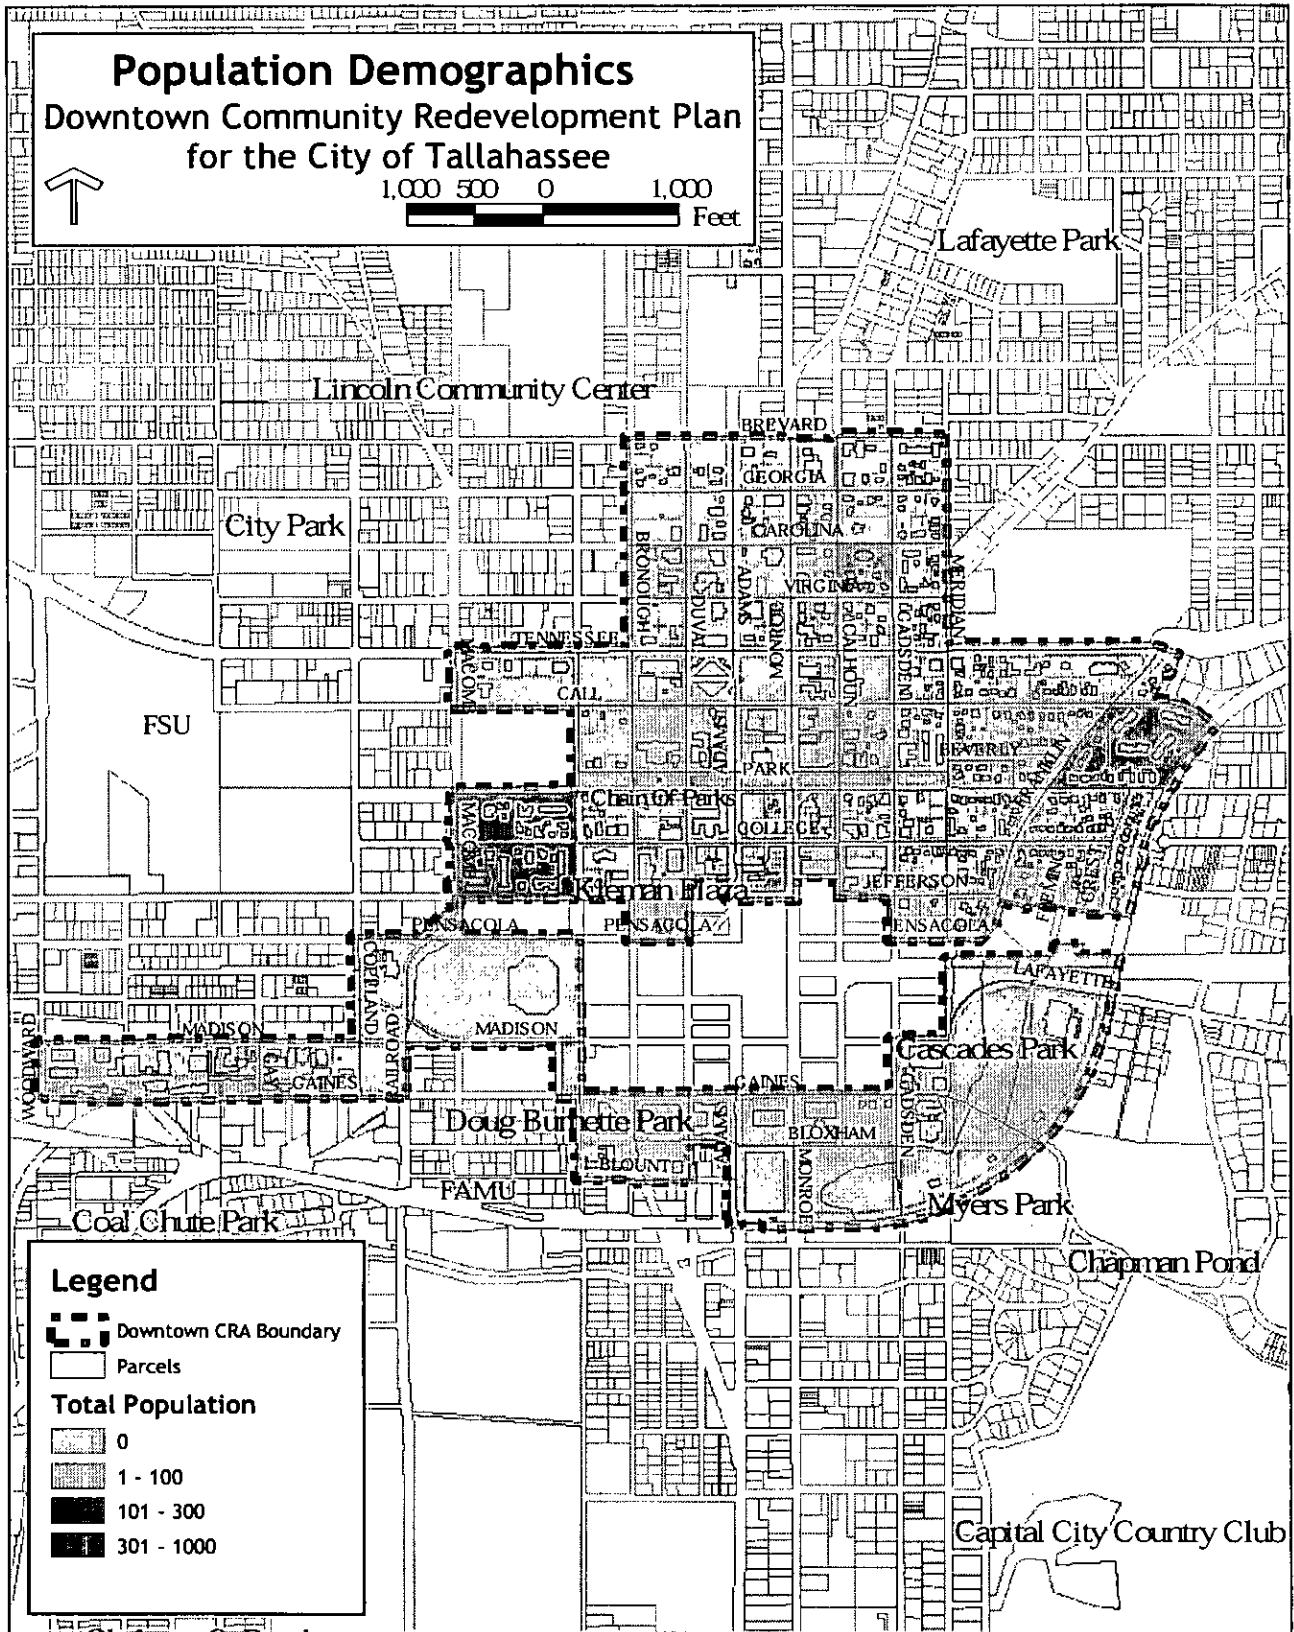 Population Demographics
Downtown Community Redevelopment Plan
for the City of Tallahassee
1,000 500 0 1,000
Feet
Lafayette Park
Lincoln Community Center
BREVARD
GEORGIA
City Park
CAROLINA
BRONOUGH
DUVAL
ADAMS
VIRGINIA
MERIDIAN
MONROE
CALHOUN
GADSDEN
TENNESSEE
MACOMB
CALL
FSU
ADAMS
BEVERLY
FRANKLIN
PARK
Chain Of Parks
MACOMB
COLLEGE
Kleman Plaza
JEFFERSON
CREST
PENSACOLA
PENSACOLA
ENSACOLA
COPELAND
LAFAYETTE
WOODWARD
MADISON
RAILROAD
MADISON
Cascades Park
GAY
GAINES
GAINES
Doug Burnette Park
ADAMS
BLOXHAM
GADSDEN
BLOUNT
MONROE
FAMU
Myers Park
Coal Chute Park
Chapman Pond
Legend
Downtown CRA Boundary
Parcels
Total Population
0
1 - 100
101 - 300
301 - 1000
Capital City Country Club